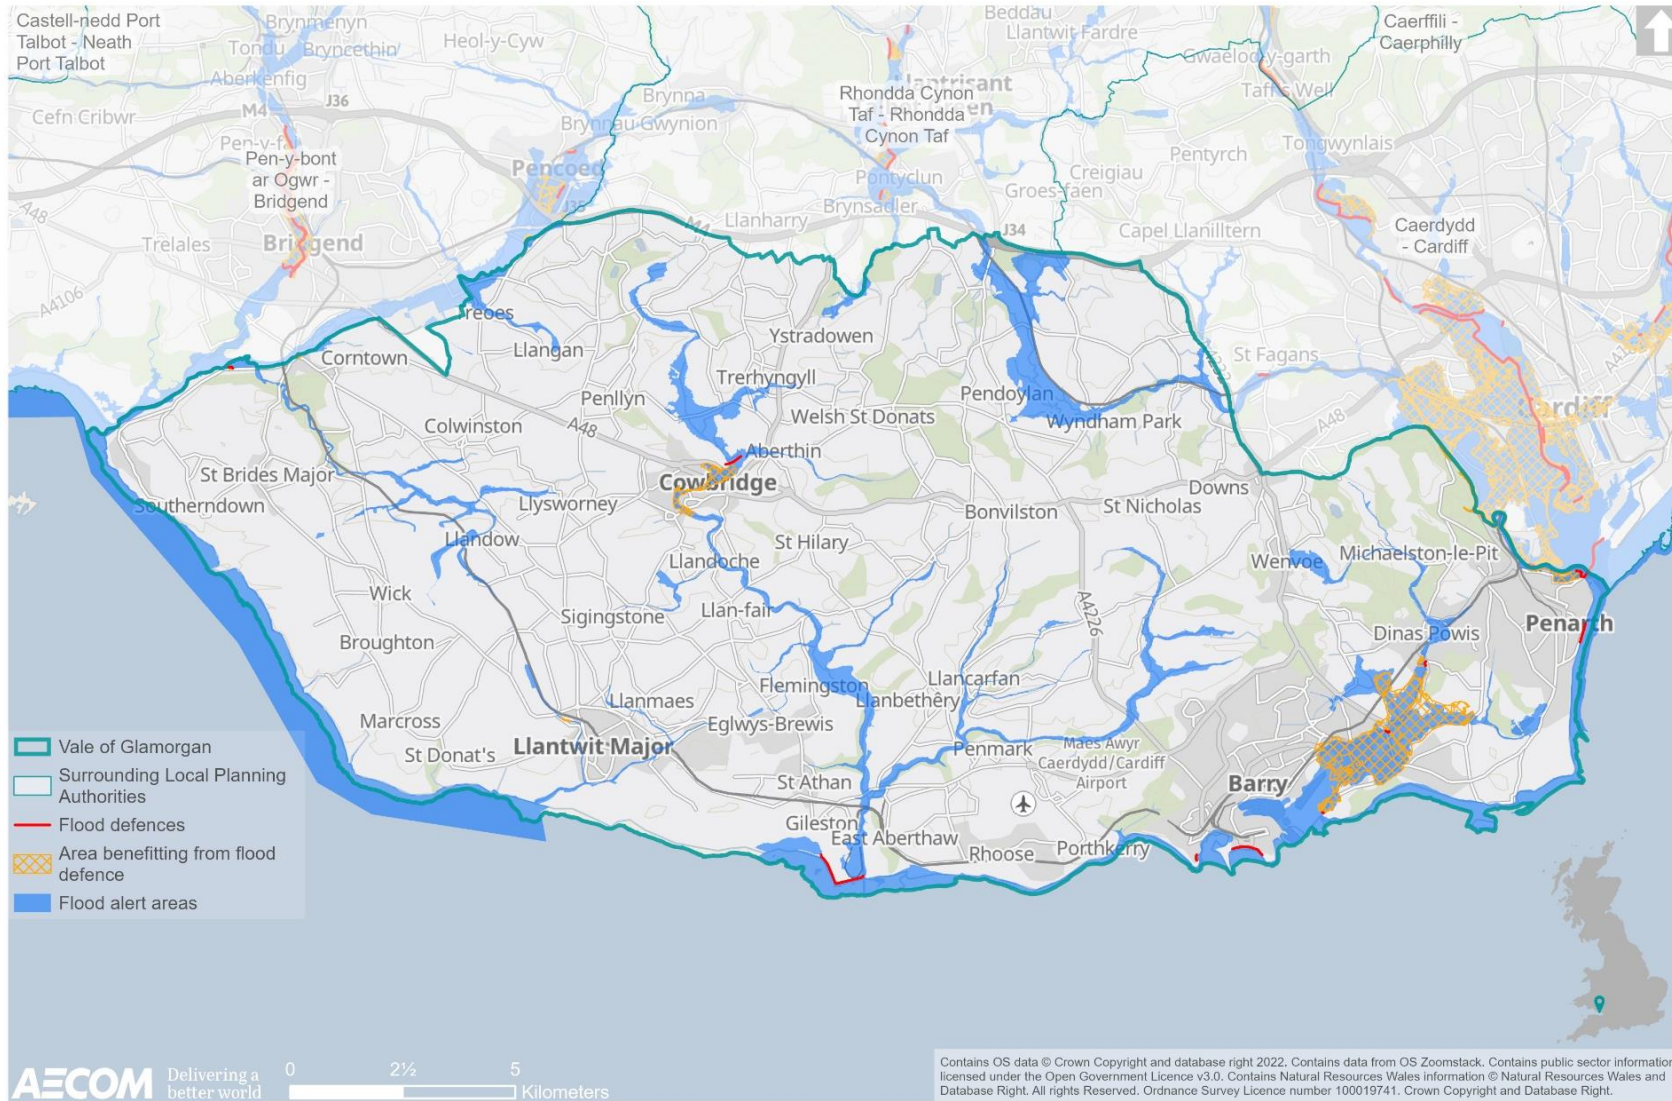 Castell-nedd Port
Talbot - Neath
Port Talbot
Brynmenyn
Tondu
Bryncethin
Aberkenfig
Heol-y-Cyw
Beddau
Llantwit Fardre
Caerffili -
Caerphilly
Gwaelod-y-garth
Taffs Well
M4
J36
Cefn Cribwr
Brynna
Brynnau Gwynion
Rhondda Cynon
Taf - Rhondda
Cynon Taf
Tongwynlais
Pentyrch
Pen-y-bont
ar Ogwr -
Bridgend
Pencoed
Pontyclun
Creigiau
Groes-faen
A48
J35
M4
Llanharry
Brynsadler
J34
Capel Llanilltern
Caerdydd
- Cardiff
Trelales
Bridgend
A4106
Treoes
Llangan
Ystradowen
Corntown
St Fagans
A4232
Trerhyngyll
Pendoylan
Penllyn
Welsh St Donats
Wyndham Park
A48
Cardiff
Colwinston
A48
Aberthin
St Brides Major
Cowbridge
Downs
Southerndown
Llysworney
Bonvilston
St Nicholas
Llandow
St Hilary
Michaelston-le-Pit
Llandoche
Wenvoe
Wick
Llan-fair
A4226
Sigingstone
Penarth
Broughton
Dinas Powis
Flemingston
Llancarfan
Llanmaes
Llanbethêry
Marcross
Eglwys-Brewis
Llantwit Major
St Donat's
Penmark
Maes Awyr
Caerdydd/Cardiff
Airport
St Athan
Barry
Gileston
East Aberthaw
Rhoose
Porthkerry
Vale of Glamorgan
Surrounding Local Planning
Authorities
Flood defences
Area benefitting from flood
defence
Flood alert areas
AECOM
Delivering a
better world
0 2½ 5
Kilometers
Contains OS data © Crown Copyright and database right 2022. Contains data from OS Zoomstack. Contains public sector information
licensed under the Open Government Licence v3.0. Contains Natural Resources Wales information © Natural Resources Wales and
Database Right. All rights Reserved. Ordnance Survey Licence number 100019741. Crown Copyright and Database Right.